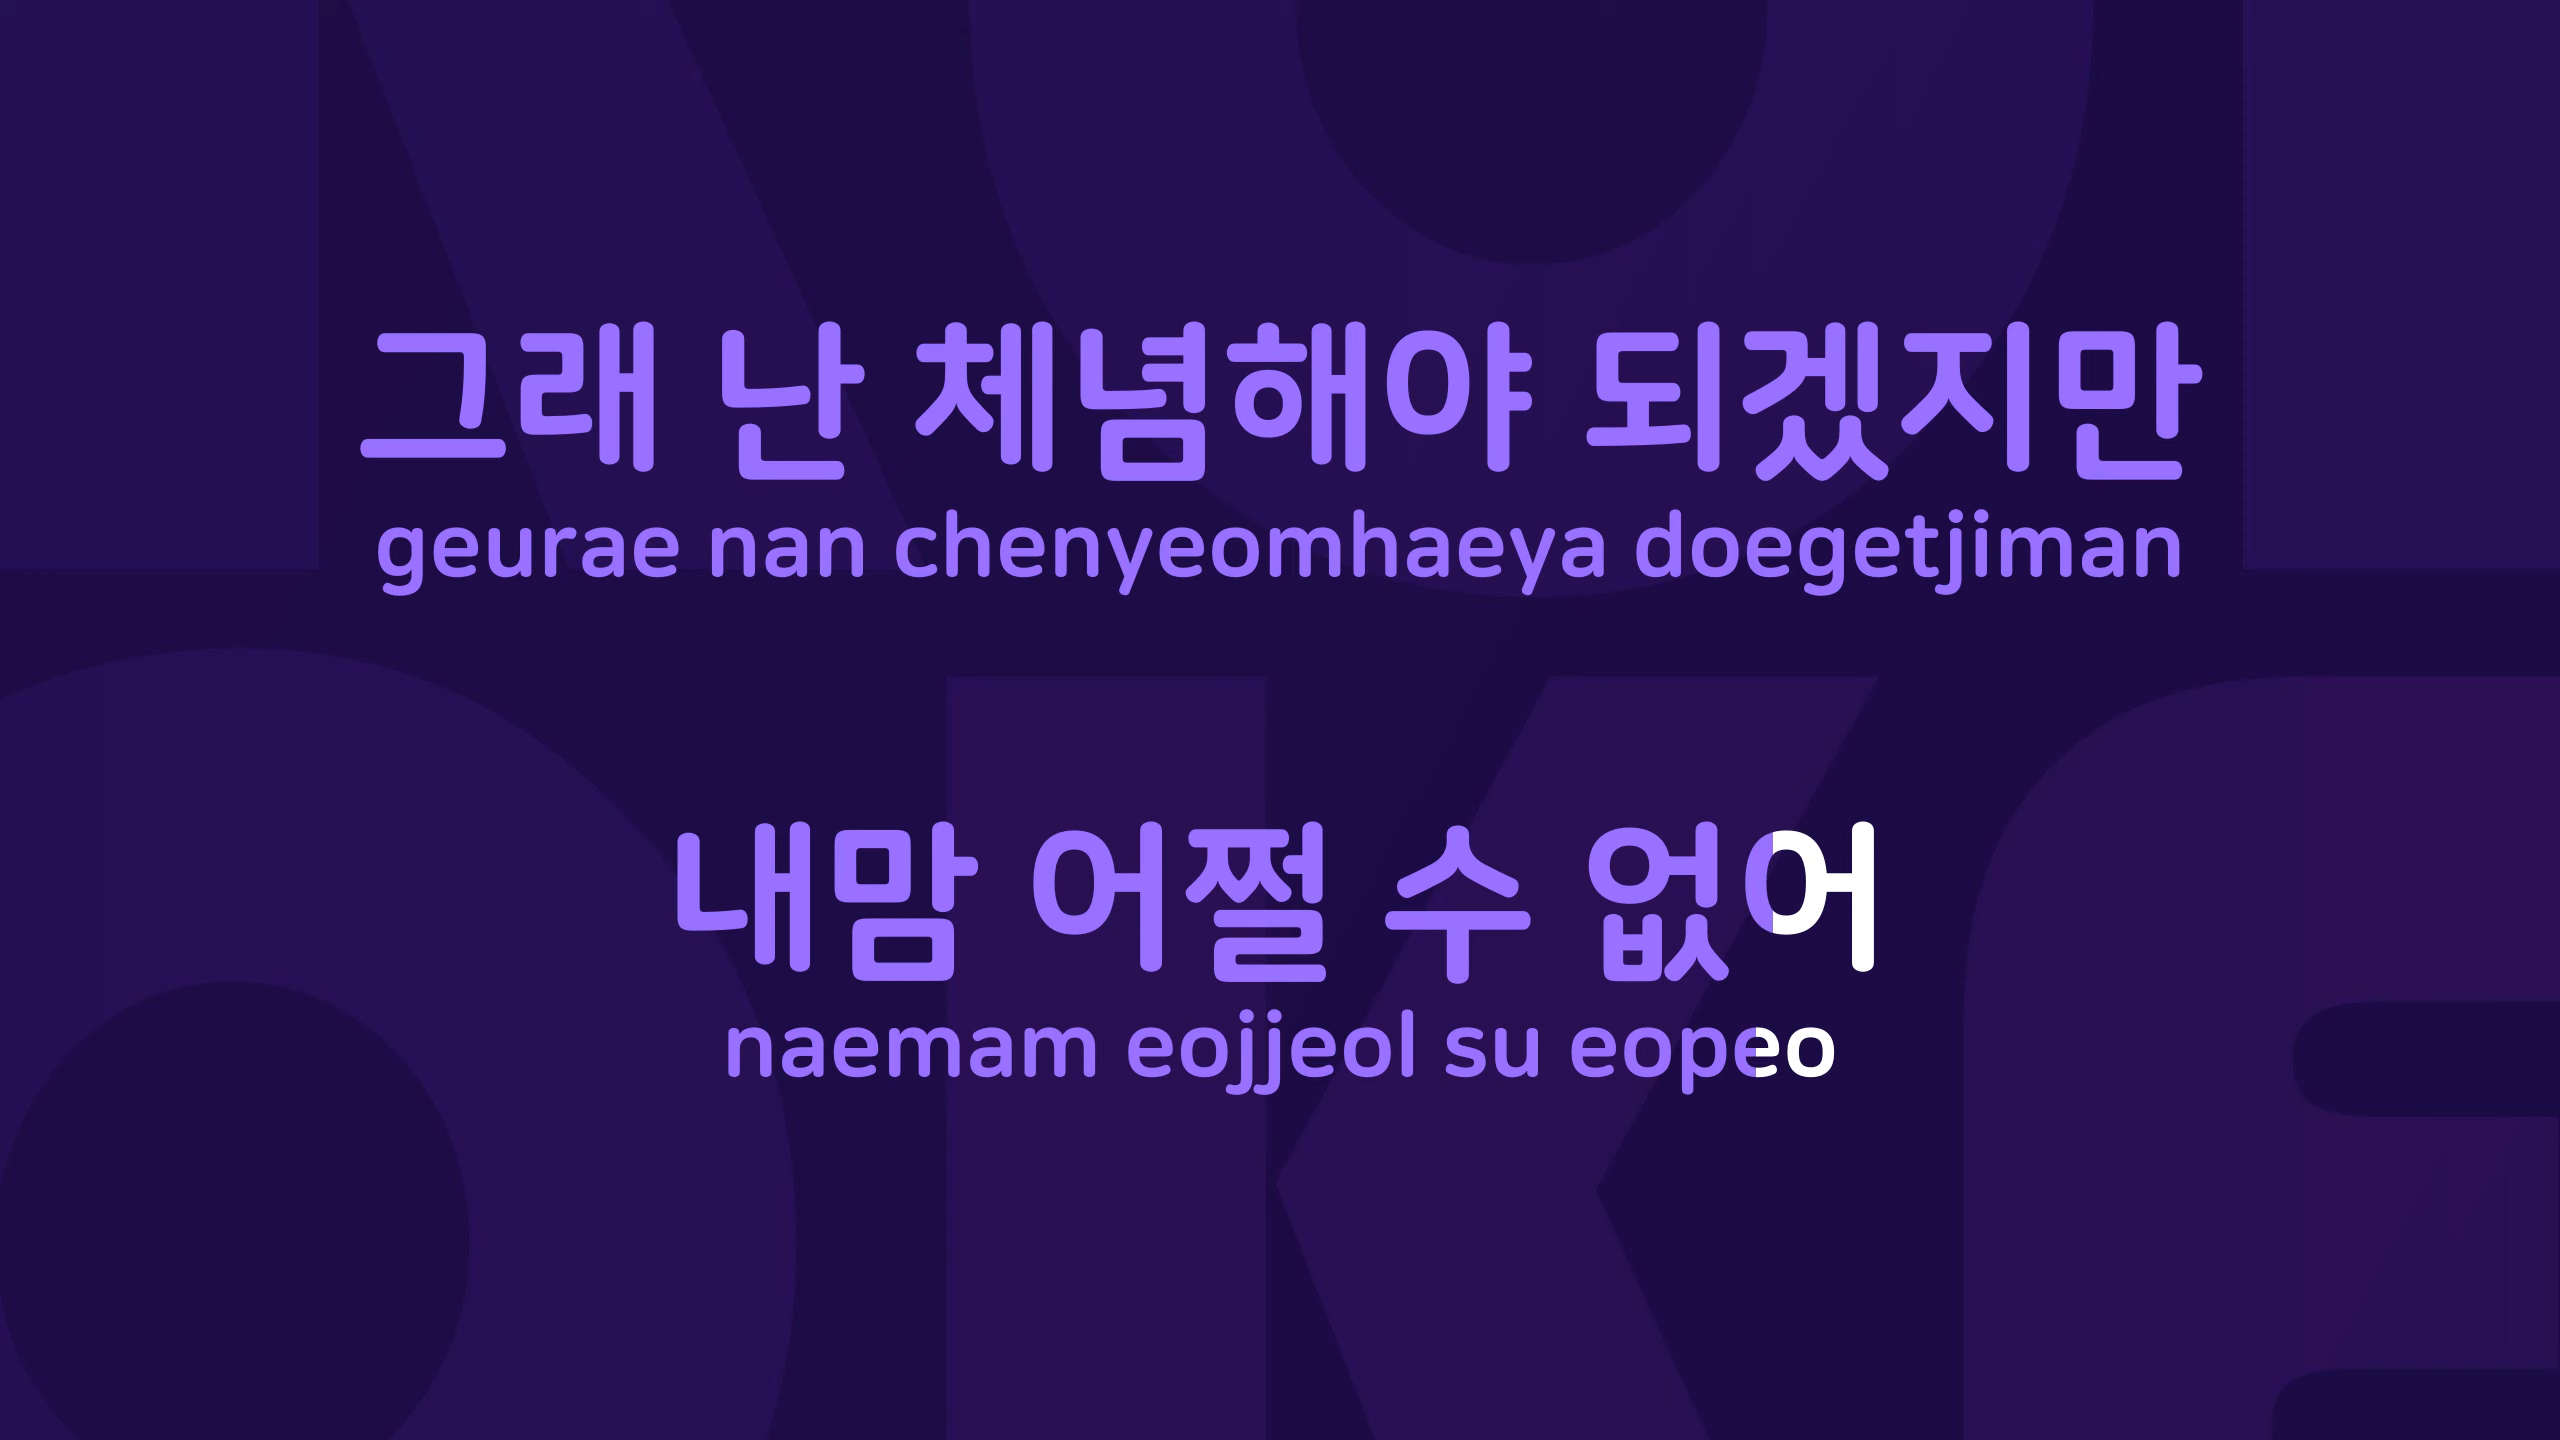 그래 난 체념해야 되겠지만
geurae nan chenyeomhaeya doegetjiman
내맘 어쩔 수 없어
naemam eojjeol su eopeo